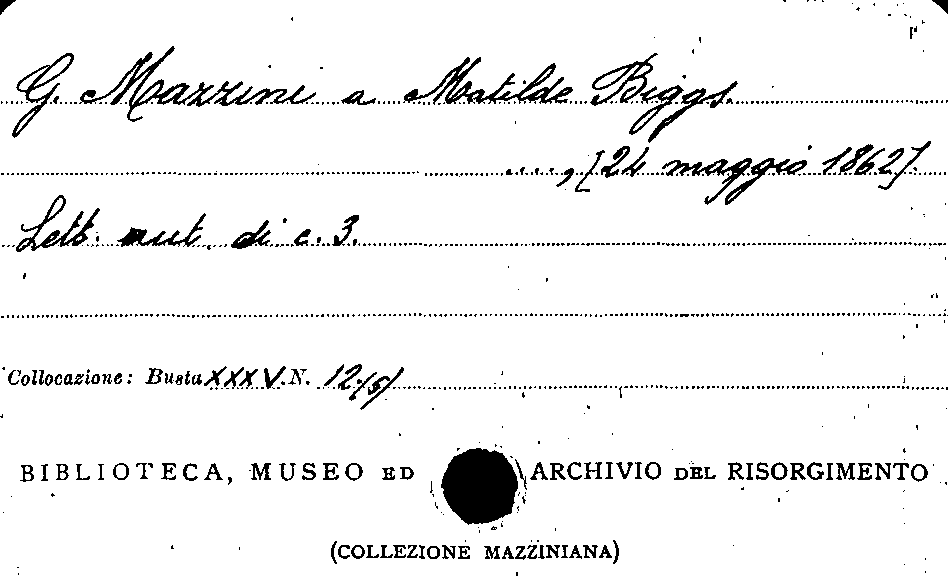 G. Mazzini a Matilde Biggs.
...., [24 maggio 1862].
Lett. aut. di c. 3.
Collocazione: Busta XXXV. N. 12(5)
BIBLIOTECA, MUSEO ED ARCHIVIO DEL RISORGIMENTO
(COLLEZIONE MAZZINIANA)